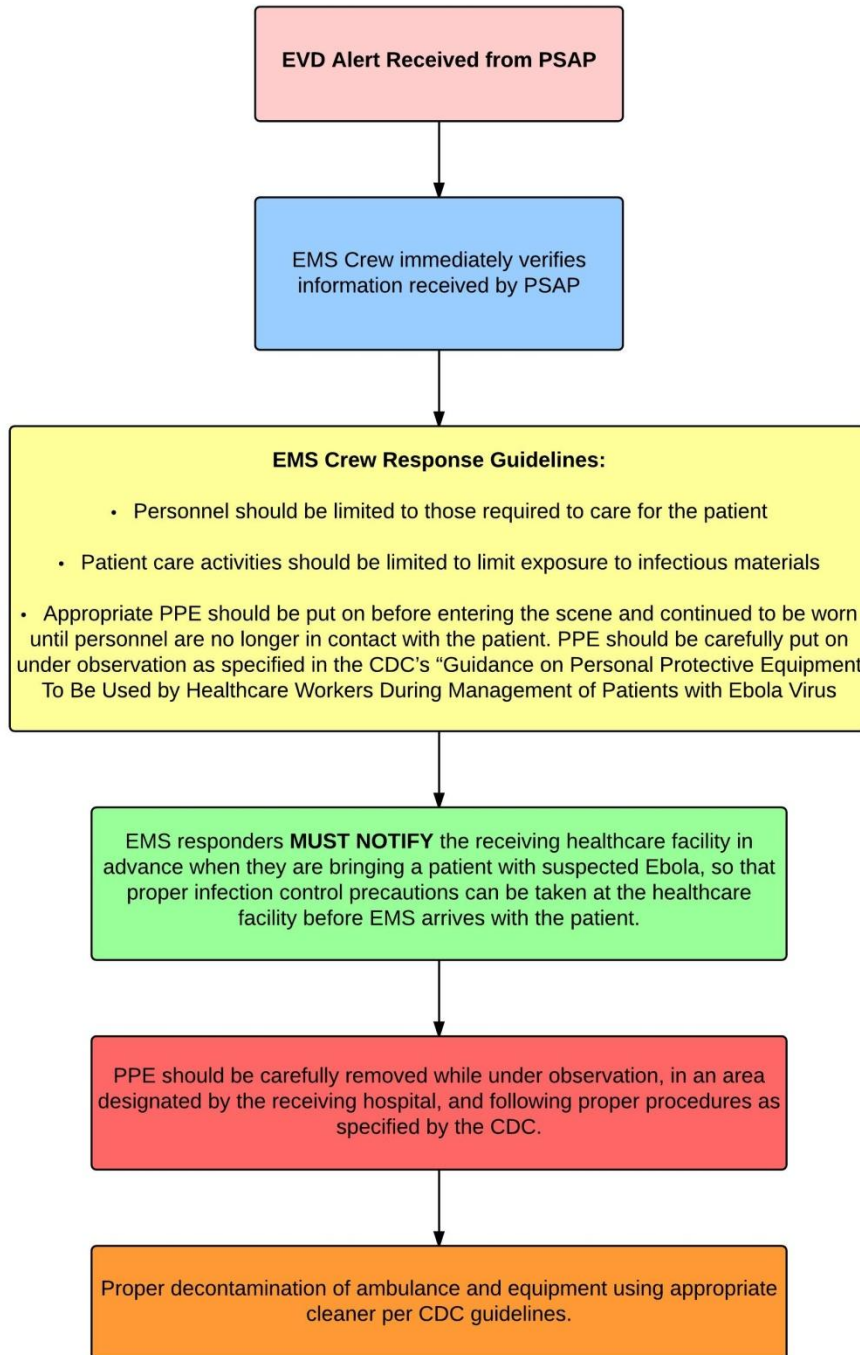 EVD Alert Received from PSAP
EMS Crew immediately verifies
information received by PSAP
EMS Crew Response Guidelines:
• Personnel should be limited to those required to care for the patient
• Patient care activities should be limited to limit exposure to infectious materials
• Appropriate PPE should be put on before entering the scene and continued to be worn
until personnel are no longer in contact with the patient. PPE should be carefully put on
under observation as specified in the CDC's “Guidance on Personal Protective Equipment
To Be Used by Healthcare Workers During Management of Patients with Ebola Virus
EMS responders MUST NOTIFY the receiving healthcare facility in
advance when they are bringing a patient with suspected Ebola, so that
proper infection control precautions can be taken at the healthcare
facility before EMS arrives with the patient.
PPE should be carefully removed while under observation, in an area
designated by the receiving hospital, and following proper procedures as
specified by the CDC.
Proper decontamination of ambulance and equipment using appropriate
cleaner per CDC guidelines.